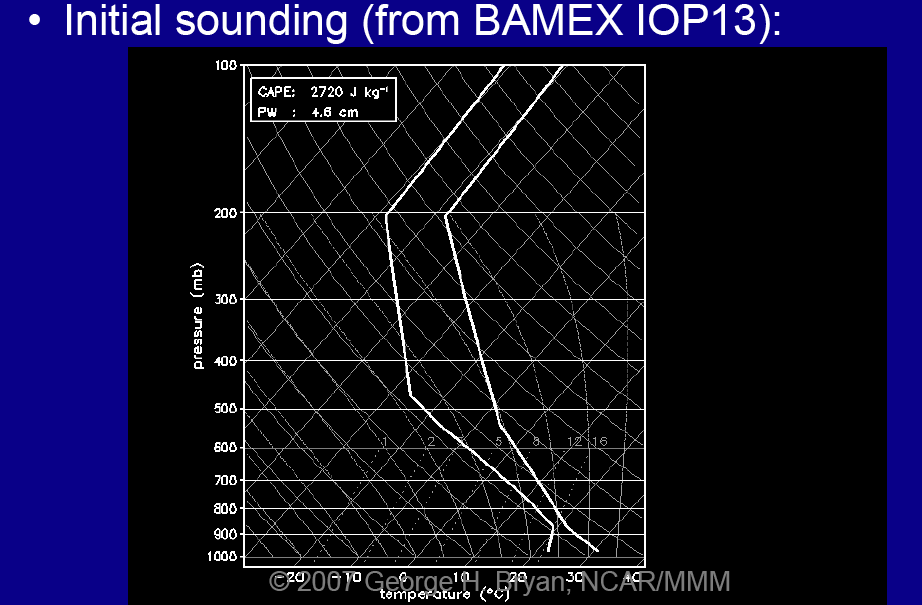 • Initial sounding (from BAMEX IOP13):
100
CAPE: 2720 J kg⁻¹
PW : 4.6 cm
200
300
pressure (mb)
400
500
1 2 3 5 8 12 16
600
700
800
900
1000
-20 -10 0 10 20 30 40
© 2007 George H. Bryan, NCAR/MMM
temperature (°C)